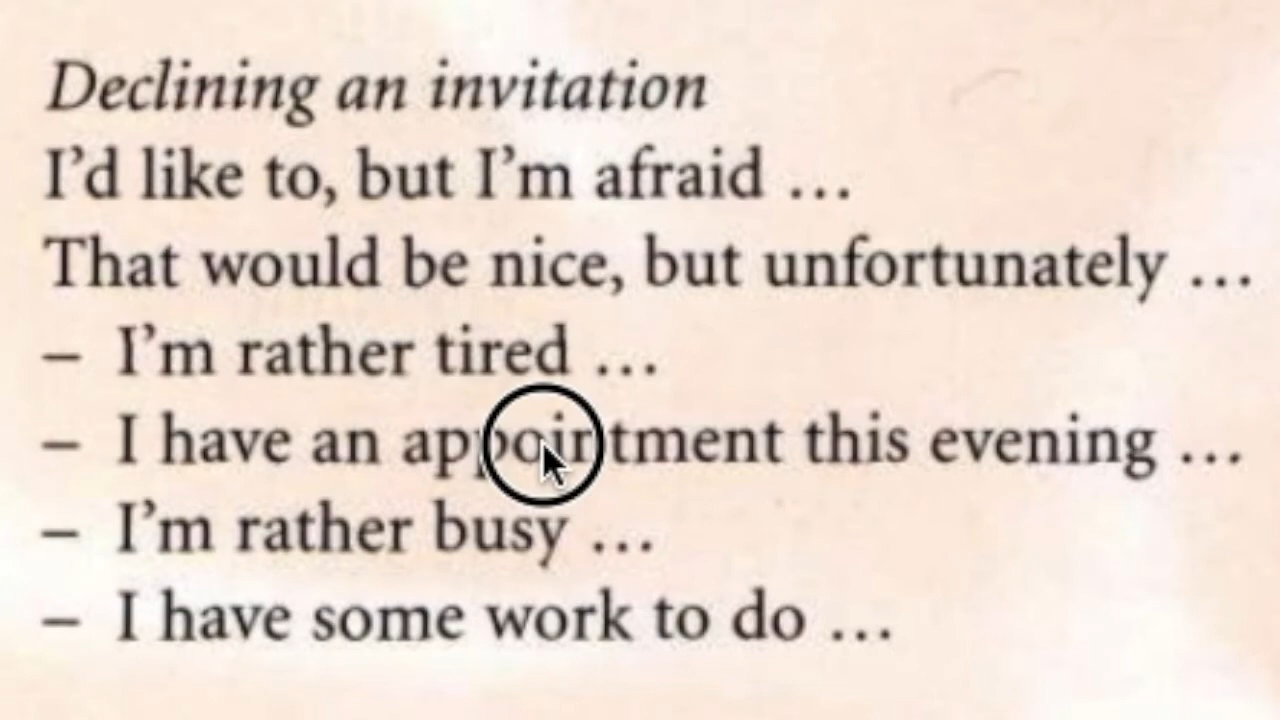 Declining an invitation
I'd like to, but I'm afraid …
That would be nice, but unfortunately …
– I'm rather tired …
– I have an appointment this evening …
– I'm rather busy …
– I have some work to do …